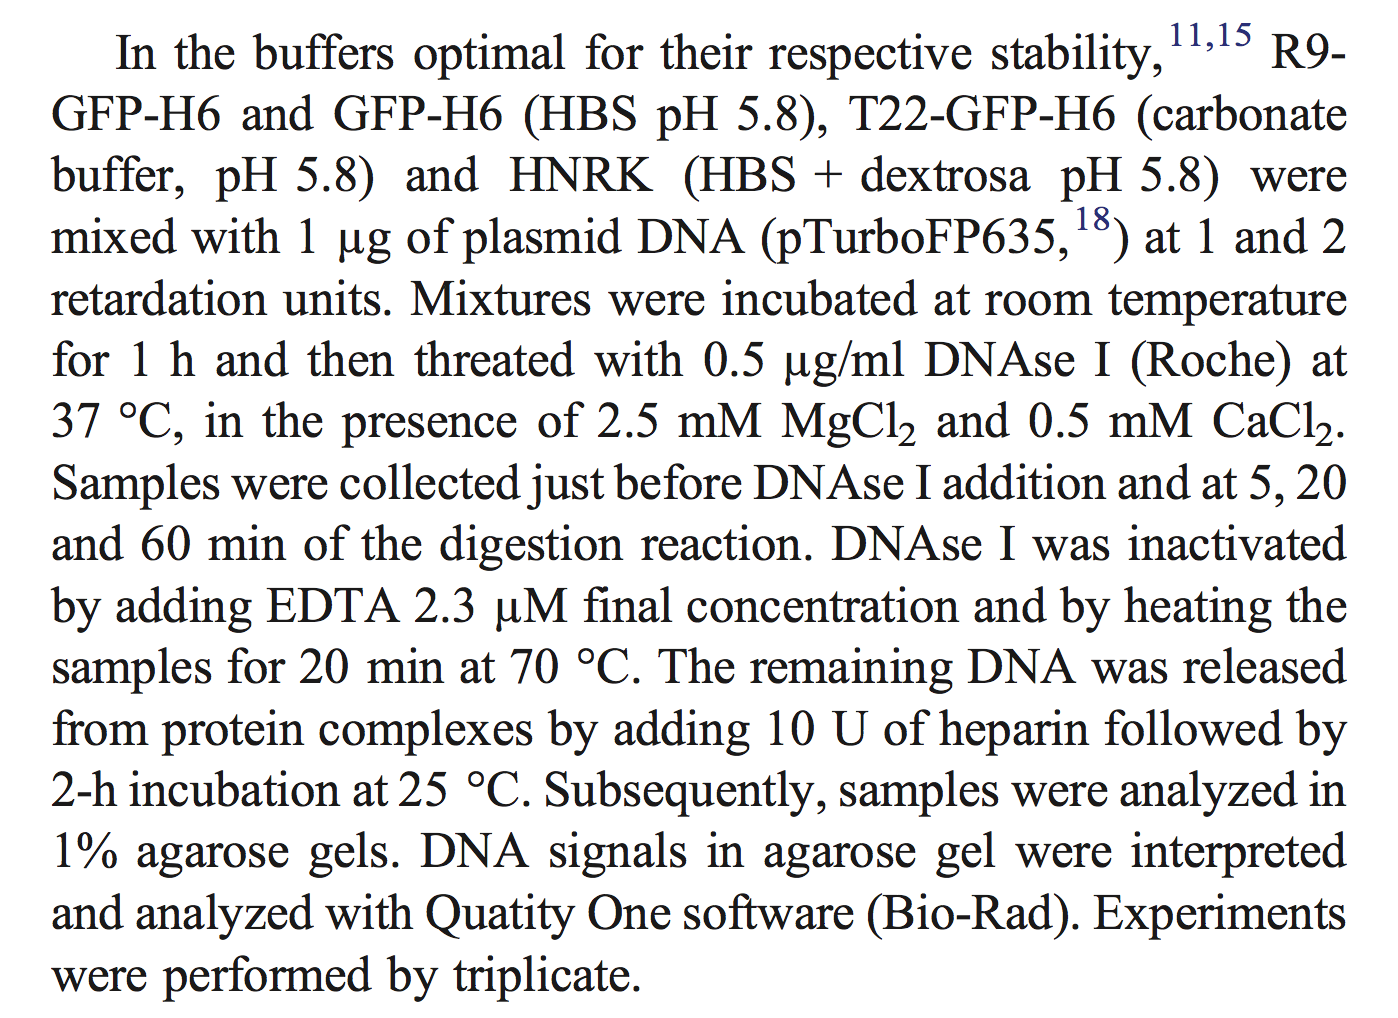 In the buffers optimal for their respective stability,11,15 R9-
GFP-H6 and GFP-H6 (HBS pH 5.8), T22-GFP-H6 (carbonate
buffer, pH 5.8) and HNRK (HBS + dextrosa pH 5.8) were
mixed with 1 μg of plasmid DNA (pTurboFP635,18) at 1 and 2
retardation units. Mixtures were incubated at room temperature
for 1 h and then threated with 0.5 μg/ml DNAse I (Roche) at
37 °C, in the presence of 2.5 mM MgCl2 and 0.5 mM CaCl2.
Samples were collected just before DNAse I addition and at 5, 20
and 60 min of the digestion reaction. DNAse I was inactivated
by adding EDTA 2.3 μM final concentration and by heating the
samples for 20 min at 70 °C. The remaining DNA was released
from protein complexes by adding 10 U of heparin followed by
2-h incubation at 25 °C. Subsequently, samples were analyzed in
1% agarose gels. DNA signals in agarose gel were interpreted
and analyzed with Quatity One software (Bio-Rad). Experiments
were performed by triplicate.